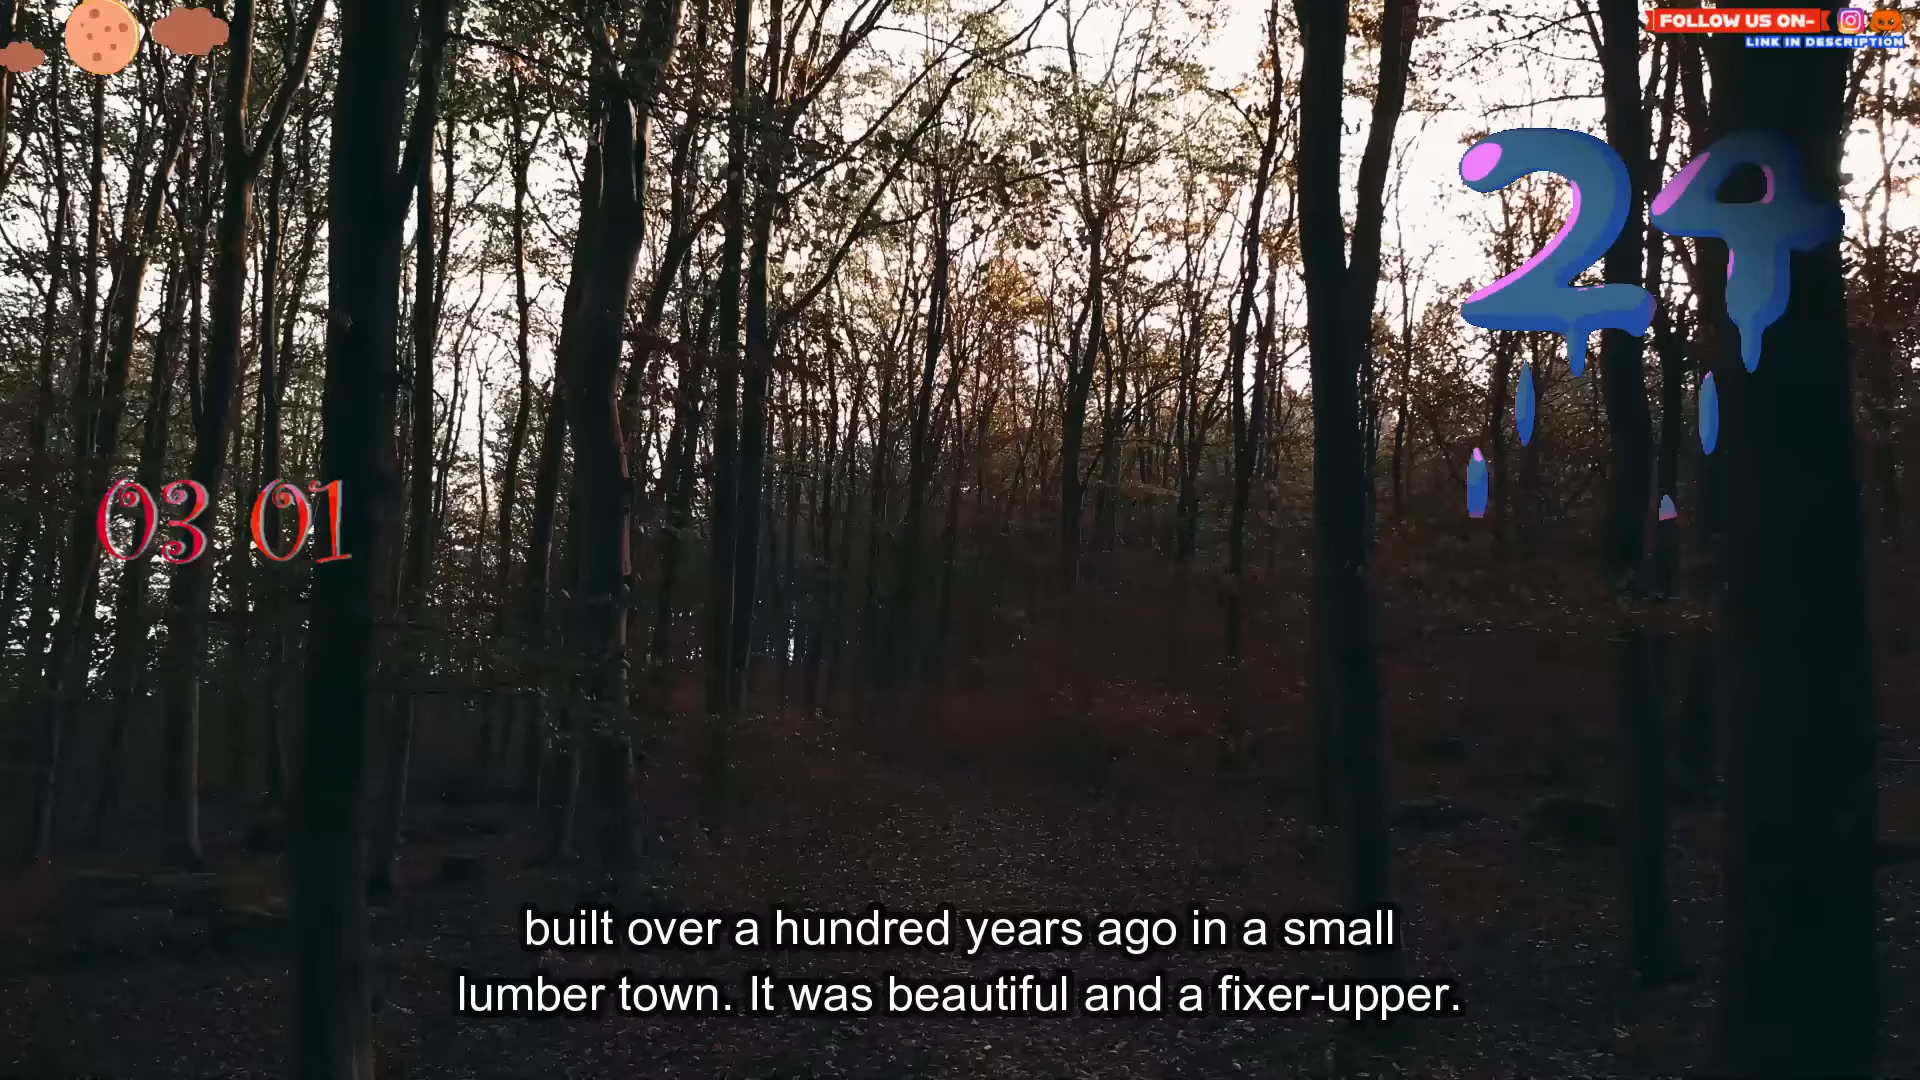 FOLLOW US ON-
LINK IN DESCRIPTION
24
03 01
built over a hundred years ago in a small
lumber town. It was beautiful and a fixer-upper.